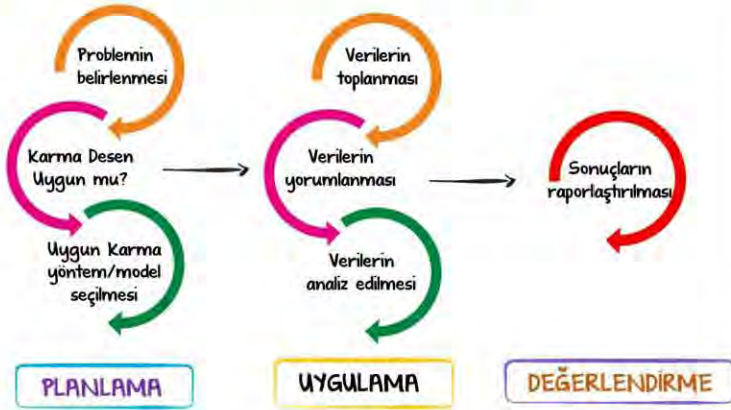 Problemin
belirlenmesi
Karma Desen
Uygun mu?
Uygun Karma
yöntem/model
seçilmesi
PLANLAMA
Verilerin
toplanması
Verilerin
yorumlanması
Verilerin
analiz edilmesi
UYGULAMA
Sonuçların
raporlaştırılması
DEĞERLENDİRME